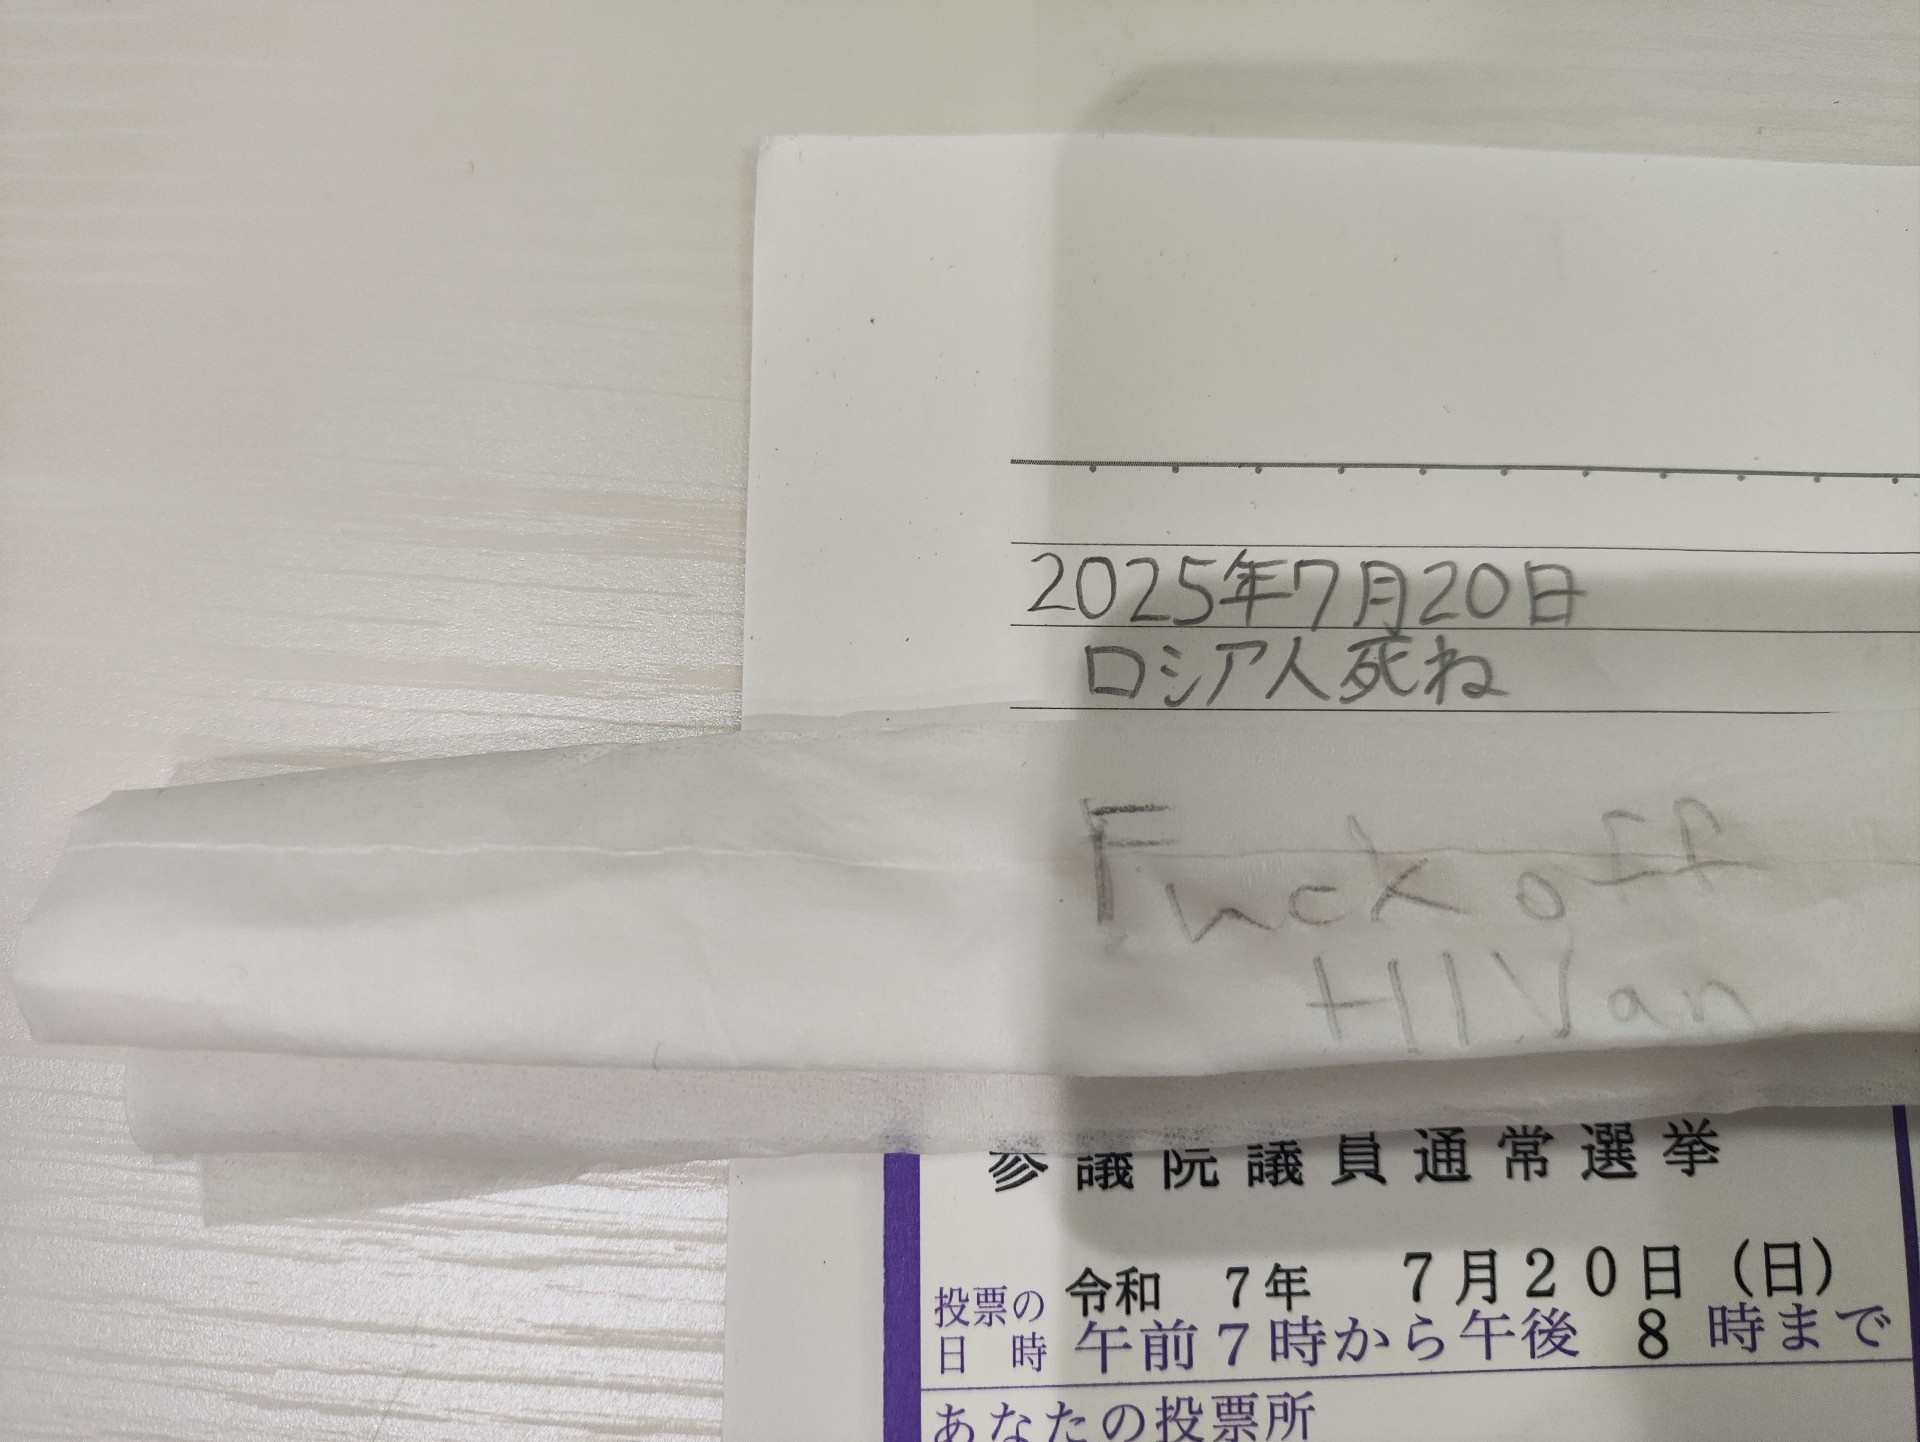 2025年7月20日
ロシア人死ね
Fuck off
HIVan
参議院議員通常選挙
投票の日時
令和 7年 7月20日(日)
午前7時から午後 8 時まで
あなたの投票所